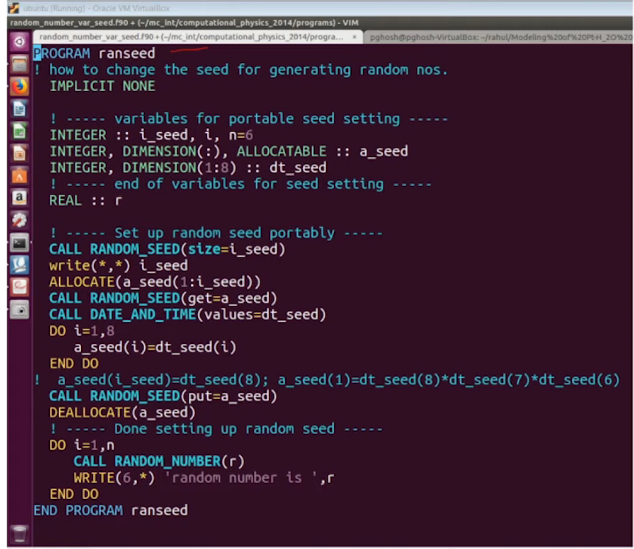 ubuntu (Running) - Oracle VM VirtualBox
random_number_var_seed.f90 + (~/mc_int/computational_physics_2014/programs) - VIM
random_number_var_seed.f90 + (~/mc_int/computational_physics_2014/progra... × pghosh@pghosh-VirtualBox: ~/rahul/Modeling%20of%20Pt-H_2O%20
PROGRAM ranseed
! how to change the seed for generating random nos.
IMPLICIT NONE
! ----- variables for portable seed setting -----
INTEGER :: i_seed, i, n=6
INTEGER, DIMENSION(:), ALLOCATABLE :: a_seed
INTEGER, DIMENSION(1:8) :: dt_seed
! ----- end of variables for seed setting -----
REAL :: r
! ----- Set up random seed portably -----
CALL RANDOM_SEED(size=i_seed)
write(*,*) i_seed
ALLOCATE(a_seed(1:i_seed))
CALL RANDOM_SEED(get=a_seed)
CALL DATE_AND_TIME(values=dt_seed)
DO i=1,8
a_seed(i)=dt_seed(i)
END DO
! a_seed(i_seed)=dt_seed(8); a_seed(1)=dt_seed(8)*dt_seed(7)*dt_seed(6)
CALL RANDOM_SEED(put=a_seed)
DEALLOCATE(a_seed)
! ----- Done setting up random seed -----
DO i=1,n
CALL RANDOM_NUMBER(r)
WRITE(6,*) 'random number is ',r
END DO
END PROGRAM ranseed